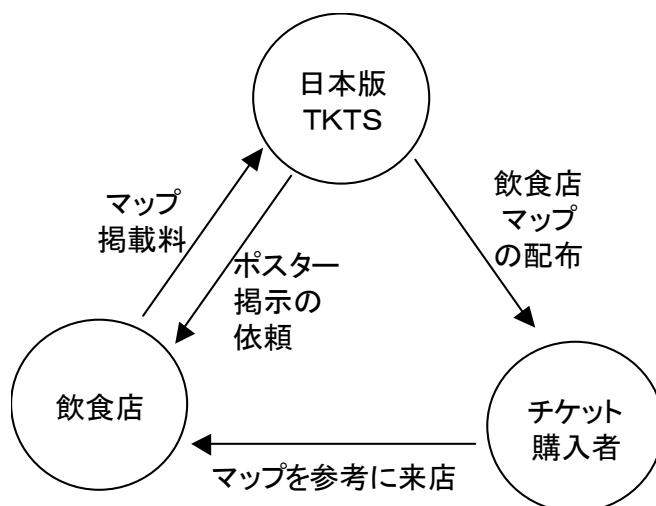 日本版
TKTS
マップ
掲載料
ポスター
掲示の
依頼
飲食店
マップ
の配布
飲食店
チケット
購入者
マップを参考に来店